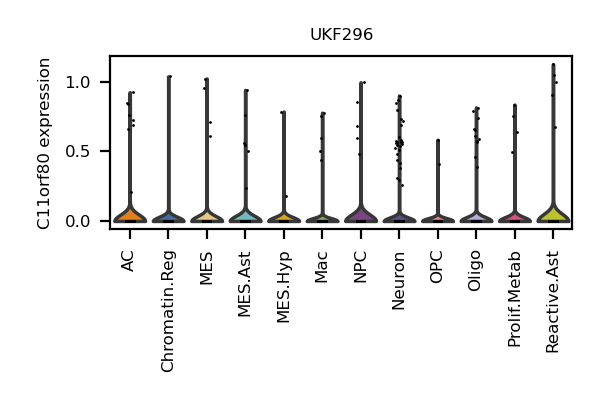 UKF296
C11orf80 expression
1.0
0.5
0.0
AC
Chromatin.Reg
MES
MES.Ast
MES.Hyp
Mac
NPC
Neuron
OPC
Oligo
Prolif.Metab
Reactive.Ast